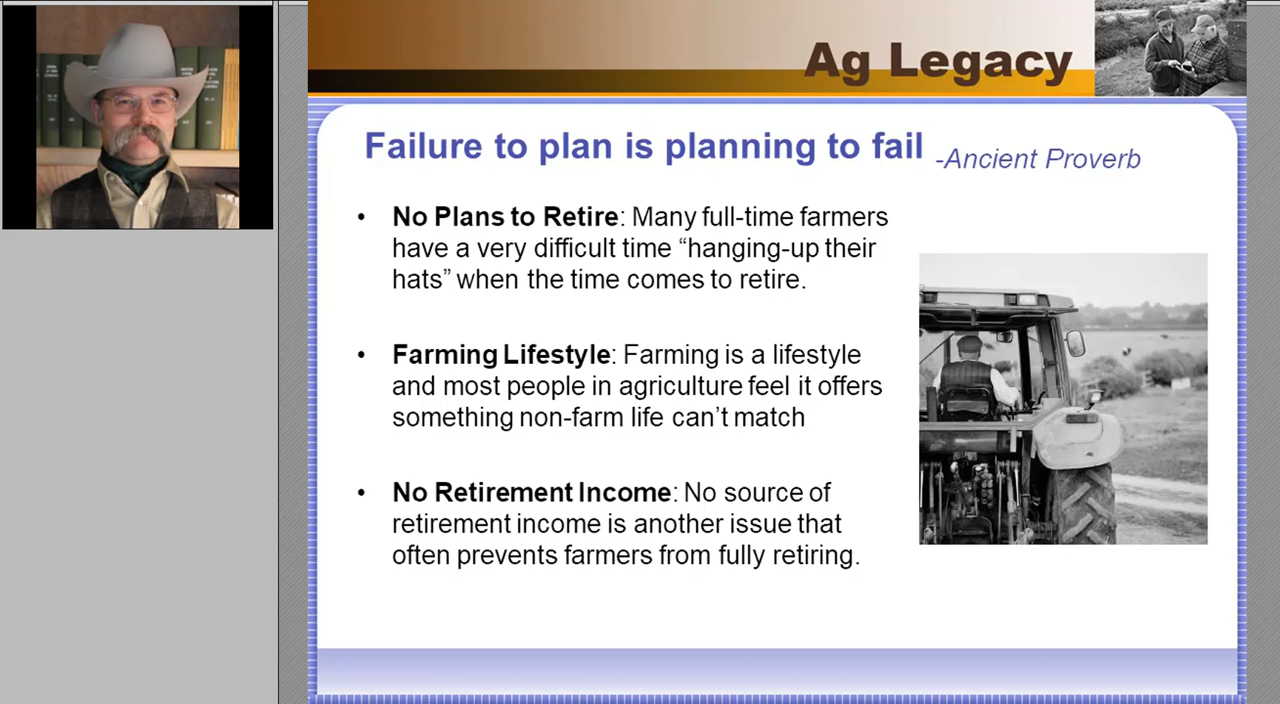 Ag Legacy
Failure to plan is planning to fail -Ancient Proverb
• No Plans to Retire: Many full-time farmers
have a very difficult time “hanging-up their
hats” when the time comes to retire.
• Farming Lifestyle: Farming is a lifestyle
and most people in agriculture feel it offers
something non-farm life can’t match
• No Retirement Income: No source of
retirement income is another issue that
often prevents farmers from fully retiring.